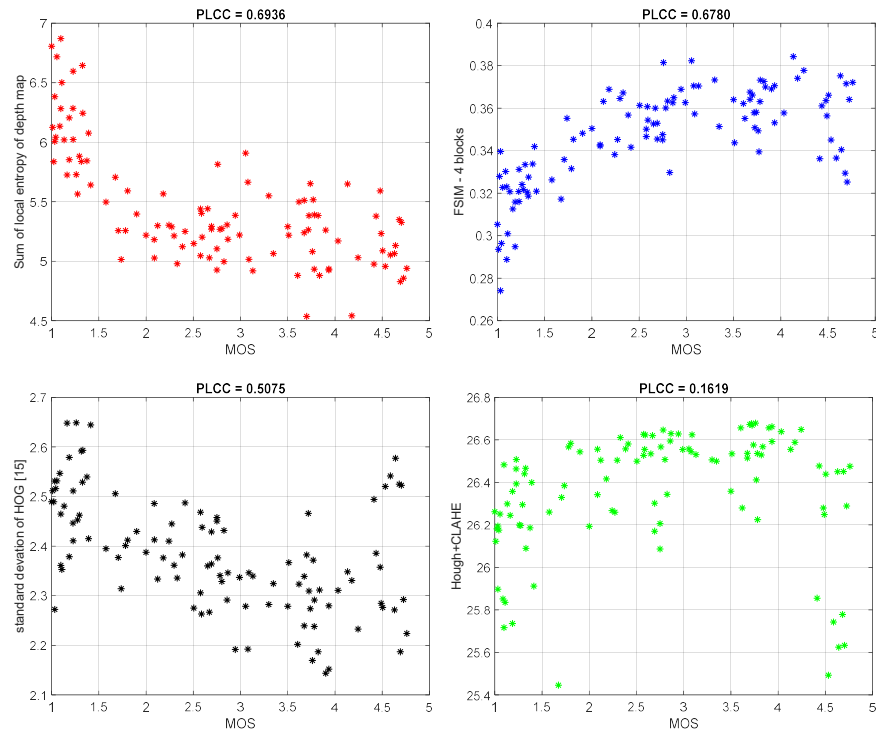 PLCC = 0.6936
Sum of local entropy of depth map
7
6.5
6
5.5
5
4.5
1 1.5 2 2.5 3 3.5 4 4.5 5
MOS
PLCC = 0.6780
FSIM - 4 blocks
0.4
0.38
0.36
0.34
0.32
0.3
0.28
0.26
1 1.5 2 2.5 3 3.5 4 4.5 5
MOS
PLCC = 0.5075
standard devation of HOG [15]
2.7
2.6
2.5
2.4
2.3
2.2
2.1
1 1.5 2 2.5 3 3.5 4 4.5 5
MOS
PLCC = 0.1619
Hough+CLAHE
26.8
26.6
26.4
26.2
26
25.8
25.6
25.4
1 1.5 2 2.5 3 3.5 4 4.5 5
MOS